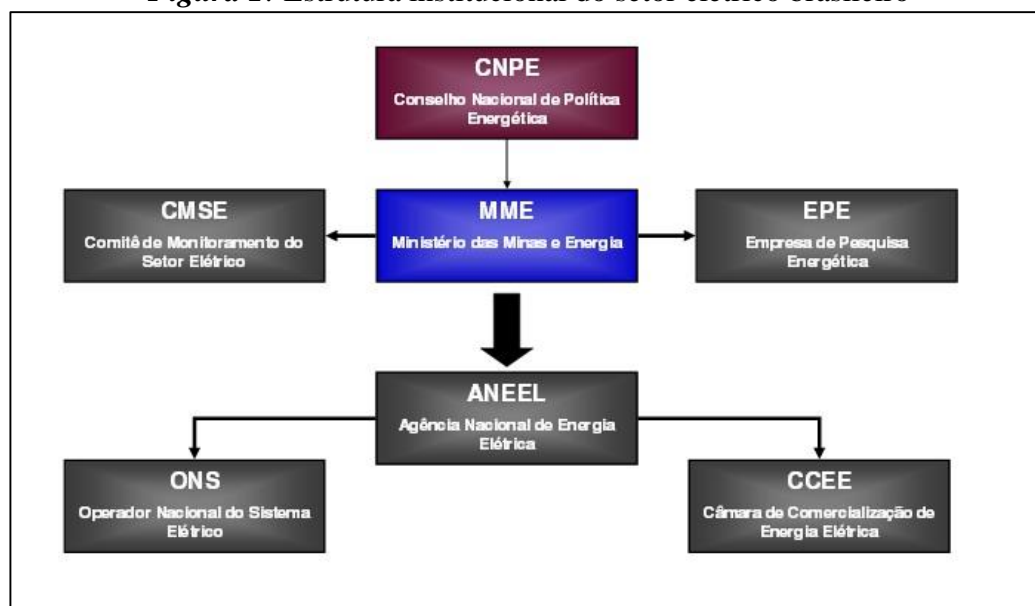 Estrutura institucional do setor elétrico brasileiro
CNPE
Conselho Nacional de Política
Energética
CMSE
Comitê de Monitoramento do
Setor Elétrico
MME
Ministério das Minas e Energia
EPE
Empresa de Pesquisa
Energética
ANEEL
Agência Nacional de Energia
Elétrica
ONS
Operador Nacional do Sistema
Elétrico
CCEE
Câmara de Comercialização de
Energia Elétrica